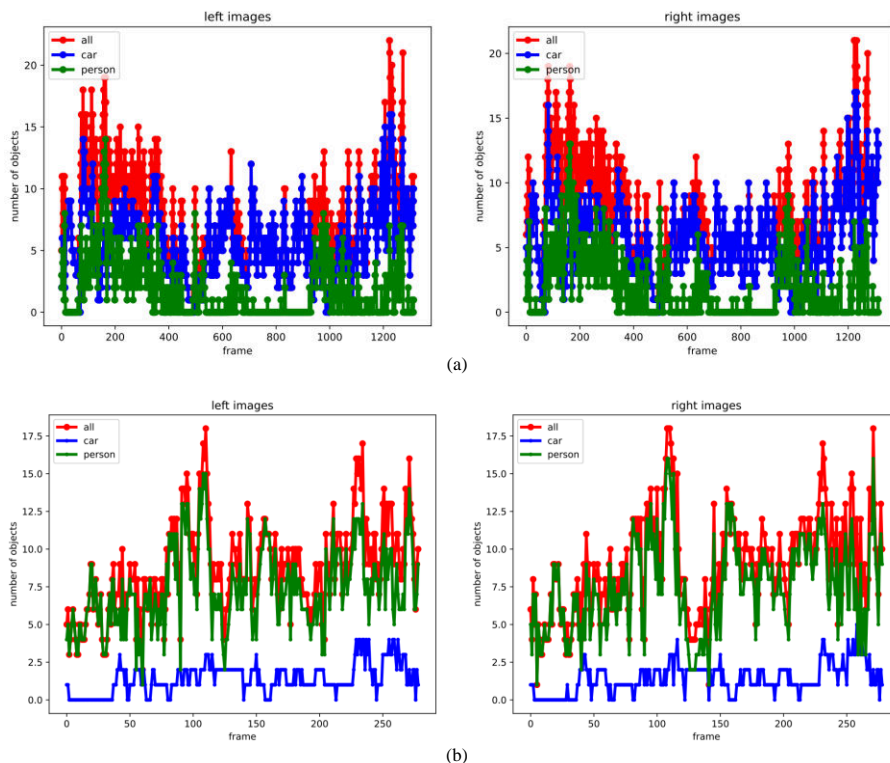 left images
all
car
person
number of objects
20
15
10
5
0
0 200 400 600 800 1000 1200
frame
right images
all
car
person
number of objects
20
15
10
5
0
0 200 400 600 800 1000 1200
frame
(a)
left images
all
car
person
number of objects
17.5
15.0
12.5
10.0
7.5
5.0
2.5
0.0
0 50 100 150 200 250
frame
right images
all
car
person
number of objects
17.5
15.0
12.5
10.0
7.5
5.0
2.5
0.0
0 50 100 150 200 250
frame
(b)